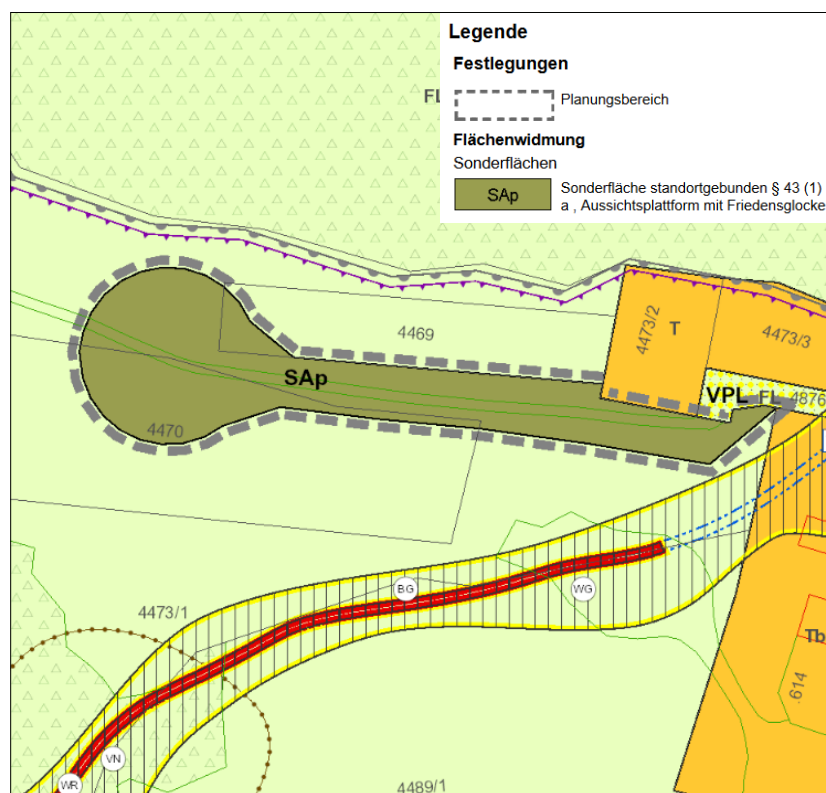 Legende
Festlegungen
Planungsbereich
Flächenwidmung
Sonderflächen
SAp
Sonderfläche standortgebunden § 43 (1)
a , Aussichtsplattform mit Friedensglocke
FL
4469
4473/2
T
4473/3
SAp
VPL
FL
4876
4470
BG
WG
4473/1
Tb
.614
VN
WR
4489/1